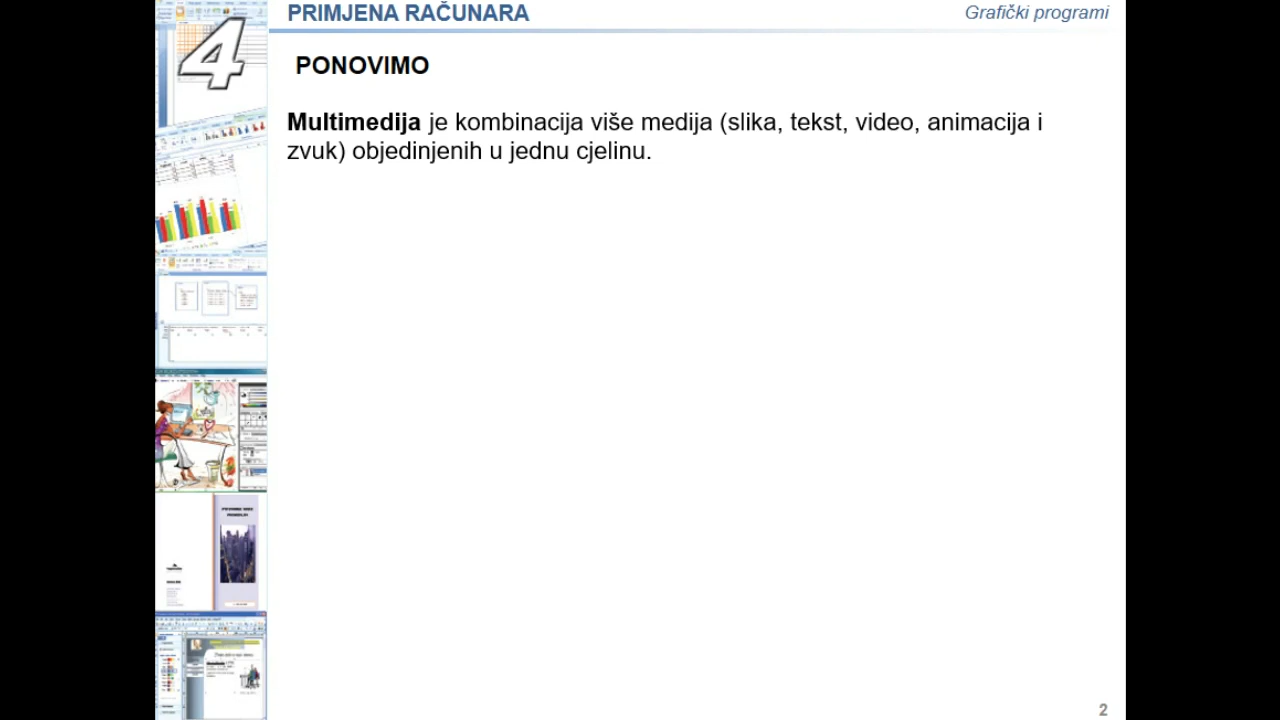 PRIMJENA RAČUNARA
Grafički programi
4
PONOVIMO
Multimedija je kombinacija više medija (slika, tekst, video, animacija i
zvuk) objedinjenih u jednu cjelinu.
2